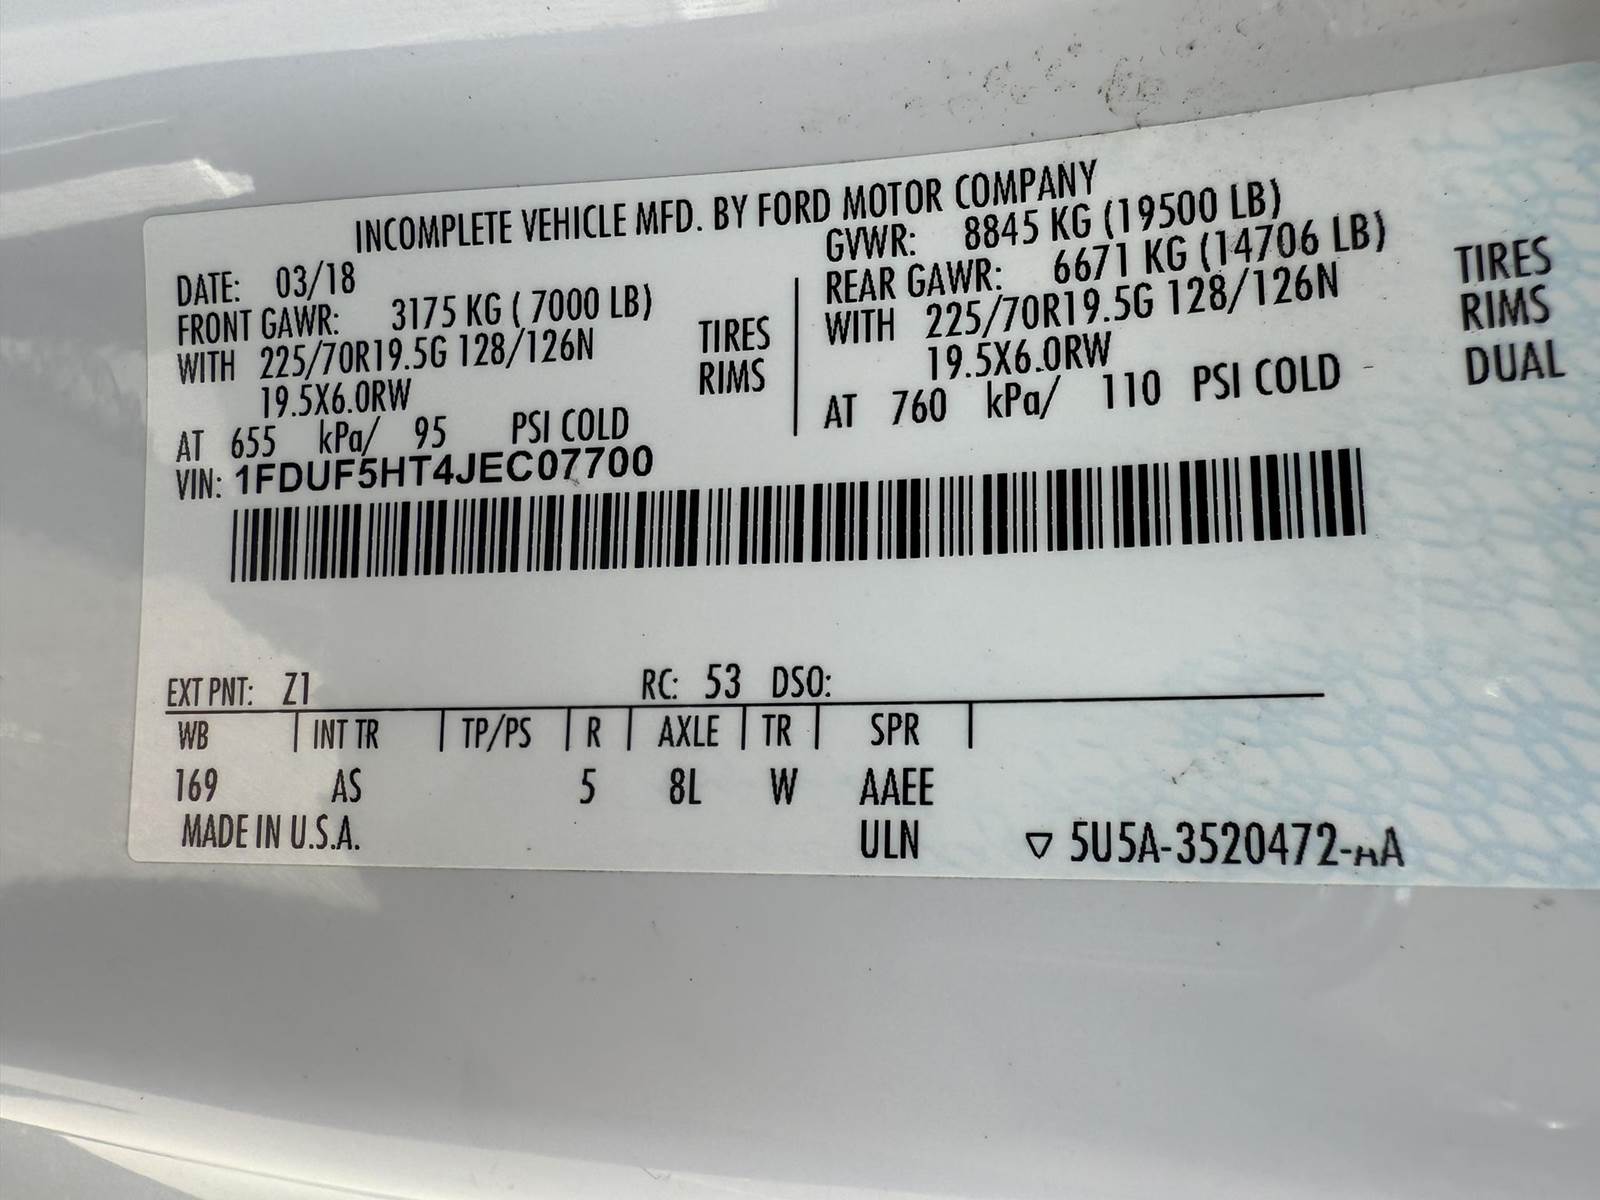 INCOMPLETE VEHICLE MFD. BY FORD MOTOR COMPANY
DATE: 03/18
FRONT GAWR: 3175 KG ( 7000 LB)
WITH 225/70R19.5G 128/126N TIRES
19.5X6.0RW RIMS
AT 655 kPa/ 95 PSI COLD
GVWR: 8845 KG (19500 LB)
REAR GAWR: 6671 KG (14706 LB)
WITH 225/70R19.5G 128/126N TIRES
19.5X6.0RW RIMS
AT 760 kPa/ 110 PSI COLD DUAL
VIN: 1FDUF5HT4JEC07700
EXT PNT: Z1 RC: 53 DSO:
WB | INT TR | TP/PS | R | AXLE | TR | SPR |
169 AS 5 8L W AAEE
MADE IN U.S.A. ULN ▽ 5U5A-3520472-AA